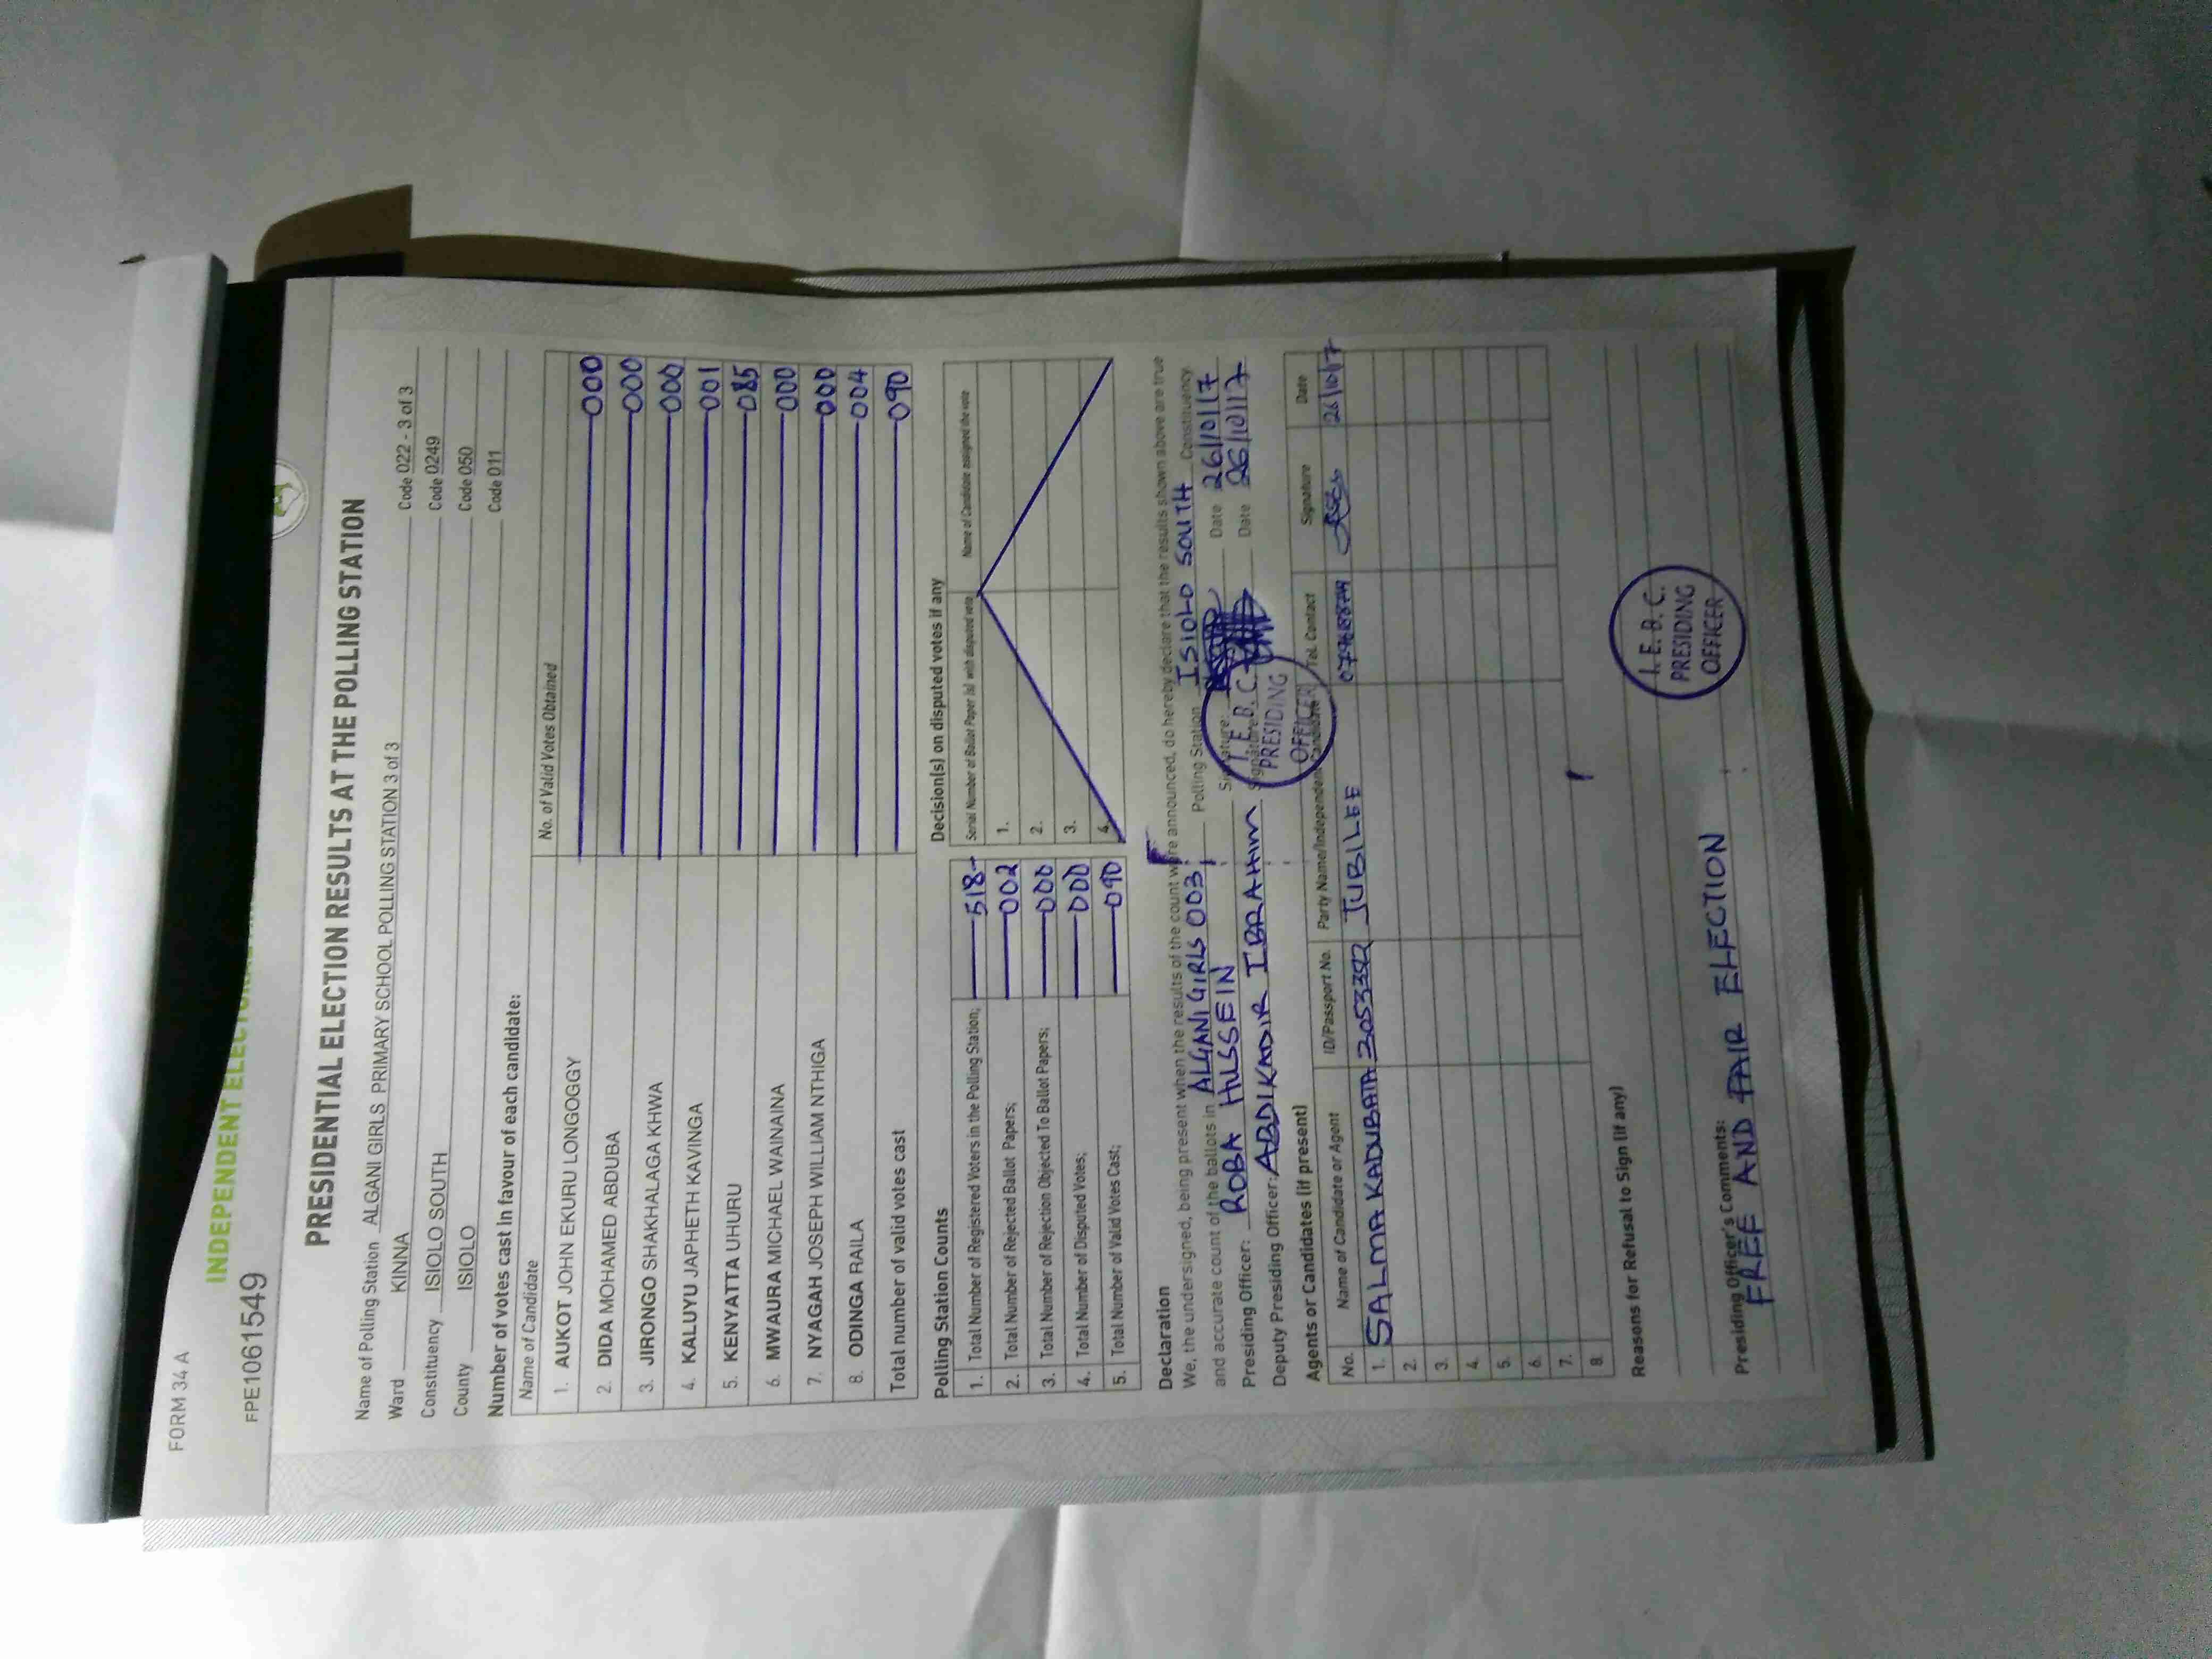 FORM 34 A
INDEPENDENT
FPE1061549
PRESIDENTIAL ELECTION RESULTS AT THE POLLING STATION
Name of Polling Station ALGANI GIRLS PRIMARY SCHOOL POLLING STATION 3 of 3 Code 022 - 3 of 3
Ward KINNA Code 0249
Constituency ISIOLO SOUTH Code 050
County ISIOLO Code 011
Number of votes cast in favour of each candidate:
Name of Candidate No. of Valid Votes Obtained
1. AUKOT JOHN EKURU LONGOGGY 000
2. DIDA MOHAMED ABDUBA 000
3. JIRONGO SHAKHALAGA KHWA 000
4. KALUYU JAPHETH KAVINGA 001
5. KENYATTA UHURU 085
6. MWAURA MICHAEL WAINAINA 000
7. NYAGAH JOSEPH WILLIAM NTHIGA 000
8. ODINGA RAILA 004
Total number of valid votes cast 090
Polling Station Counts
1. Total Number of Registered Voters in the Polling Station; 518
2. Total Number of Rejected Ballot Papers; 002
3. Total Number of Rejection Objected To Ballot Papers; 000
4. Total Number of Disputed Votes; 000
5. Total Number of Valid Votes Cast; 090
Decision(s) on disputed votes if any
Serial Number of Ballot Paper (s) with disputed vote Name of Candidate assigned the vote
1.
2.
3.
4.
Declaration
We, the undersigned, being present when the results of the count were announced, do hereby declare that the results shown above are true
and accurate count of the ballots in ALGANI GIRLS 003 Polling Station ISIOLO SOUTH Constituency
Presiding Officer: ROBA HUSSEIN Signature: Date 26/10/17
Deputy Presiding Officer: ABDIKADIR IBRAHIM Signature: Date 26/10/17
I.E.B.C.
PRESIDING
OFFICER
Agents or Candidates (if present)
No. Name of Candidate or Agent ID/Passport No. Party Name/Independent Candidate Tel. Contact Signature Date
1. SALMA KADUBATA JUBILEE 26/10/17
2.
3.
4.
5.
6.
7.
8.
Reasons for Refusal to Sign (if any)
Presiding Officer's Comments:
FREE AND FAIR ELECTION
I.E.B.C.
PRESIDING
OFFICER